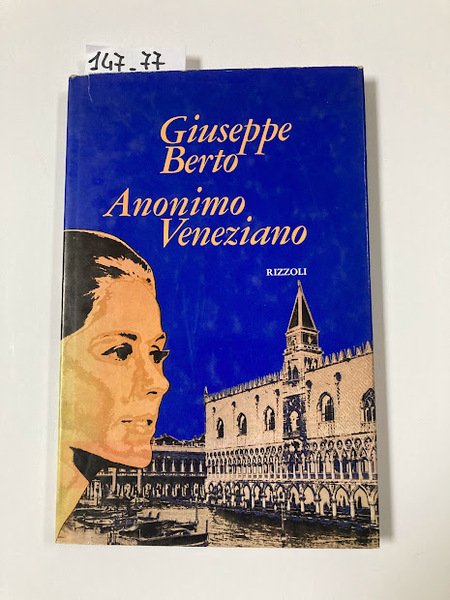 147_77
Giuseppe
Berto
Anonimo
Veneziano
RIZZOLI